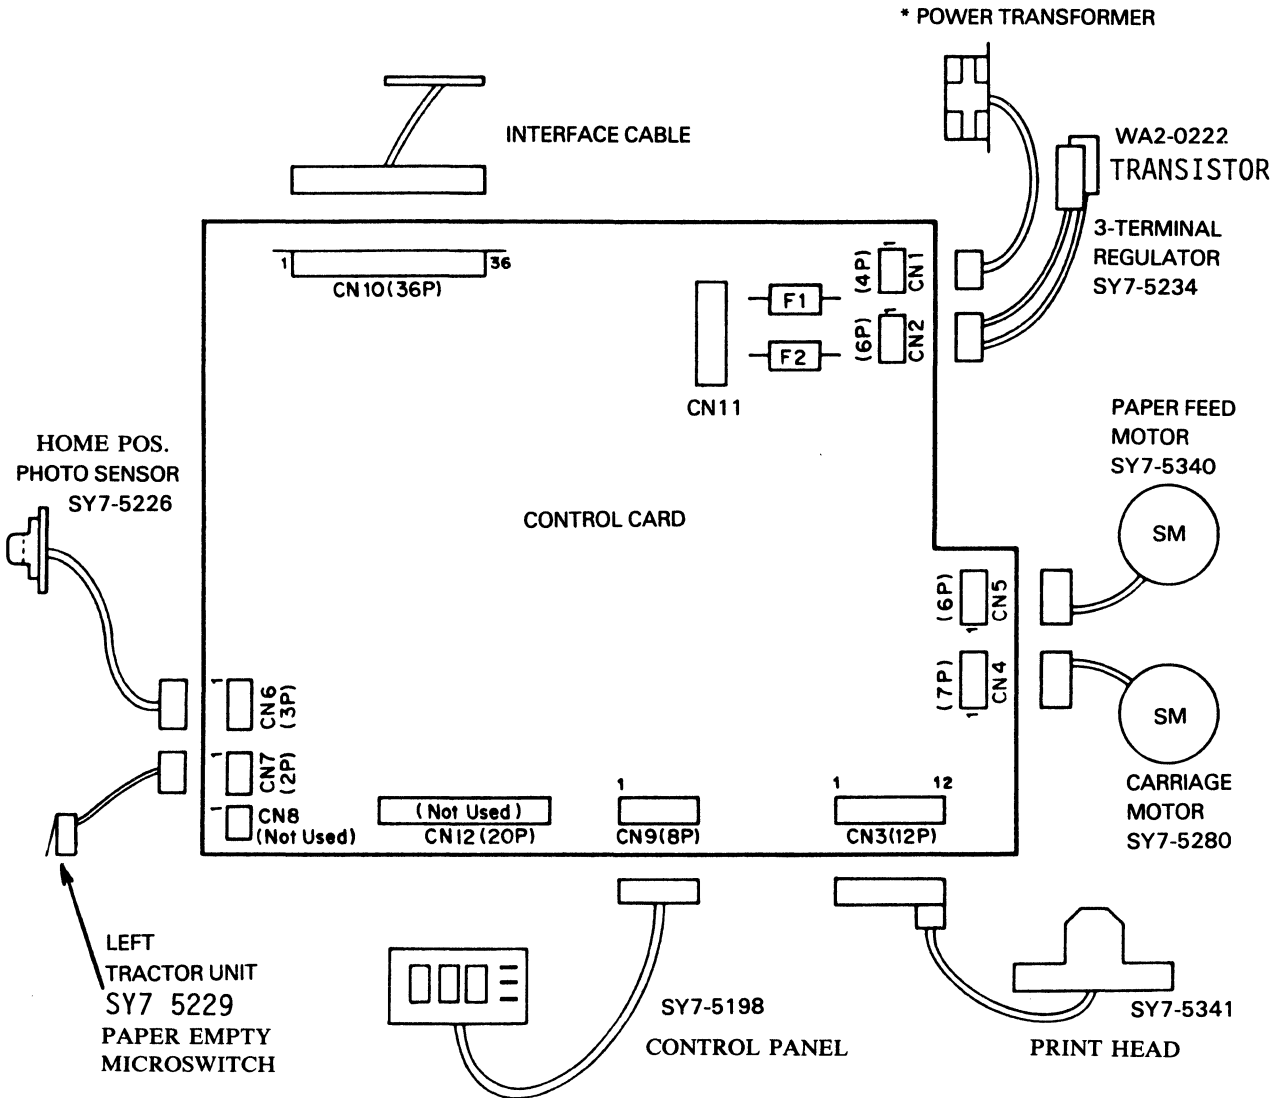 * POWER TRANSFORMER
INTERFACE CABLE
WA2-0222
TRANSISTOR
3-TERMINAL
REGULATOR
SY7-5234
1
36
CN10(36P)
(4P)
1
CN1
(6P)
1
CN2
F1
F2
CN11
PAPER FEED
MOTOR
SY7-5340
SM
HOME POS.
PHOTO SENSOR
SY7-5226
CONTROL CARD
(6P)
1
CN5
(7P)
1
CN4
SM
CARRIAGE
MOTOR
SY7-5280
1
CN6
(3P)
1
CN7
(2P)
1
CN8
(Not Used)
(Not Used)
CN12(20P)
1
CN9(8P)
1
12
CN3(12P)
LEFT
TRACTOR UNIT
SY7 5229
PAPER EMPTY
MICROSWITCH
SY7-5198
CONTROL PANEL
SY7-5341
PRINT HEAD